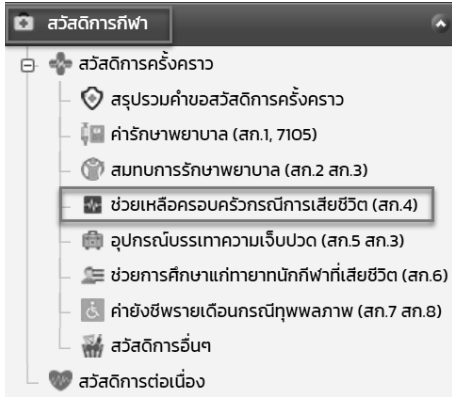 สวัสดิการกีฬา
สวัสดิการครั้งคราว
สรุปรวมคำขอสวัสดิการครั้งคราว
ค่ารักษาพยาบาล (สก.1, 7105)
สมทบการรักษาพยาบาล (สก.2 สก.3)
ช่วยเหลือครอบครัวกรณีการเสียชีวิต (สก.4)
อุปกรณ์บรรเทาความเจ็บปวด (สก.5 สก.3)
ช่วยการศึกษาแก่ทายาทนักกีฬาที่เสียชีวิต (สก.6)
ค่ายังชีพรายเดือนกรณีทุพพลภาพ (สก.7 สก.8)
สวัสดิการอื่นๆ
สวัสดิการต่อเนื่อง